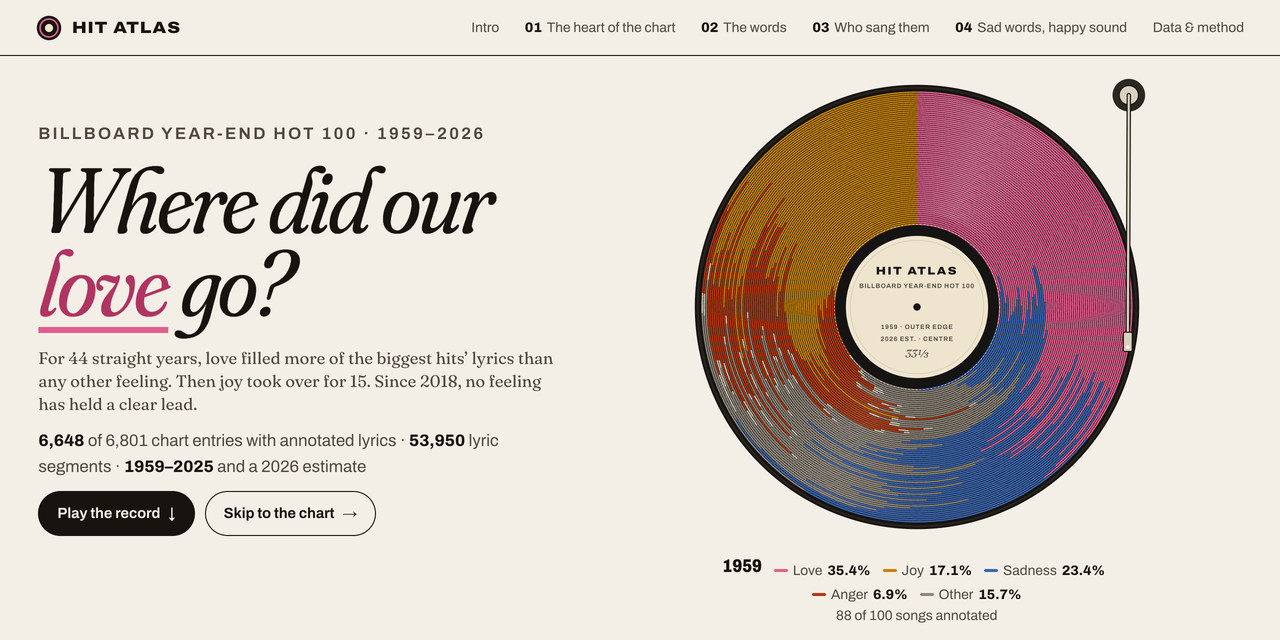 HIT ATLAS
Intro
01 The heart of the chart
02 The words
03 Who sang them
04 Sad words, happy sound
Data & method
BILLBOARD YEAR-END HOT 100 · 1959–2026
Where did our
love go?
For 44 straight years, love filled more of the biggest hits’ lyrics than
any other feeling. Then joy took over for 15. Since 2018, no feeling
has held a clear lead.
6,648 of 6,801 chart entries with annotated lyrics · 53,950 lyric
segments · 1959–2025 and a 2026 estimate
Play the record ↓
Skip to the chart →
HIT ATLAS
BILLBOARD YEAR-END HOT 100
1959 · OUTER EDGE
2026 EST. · CENTRE
33⅓
1959 Love 35.4% Joy 17.1% Sadness 23.4%
Anger 6.9% Other 15.7%
88 of 100 songs annotated